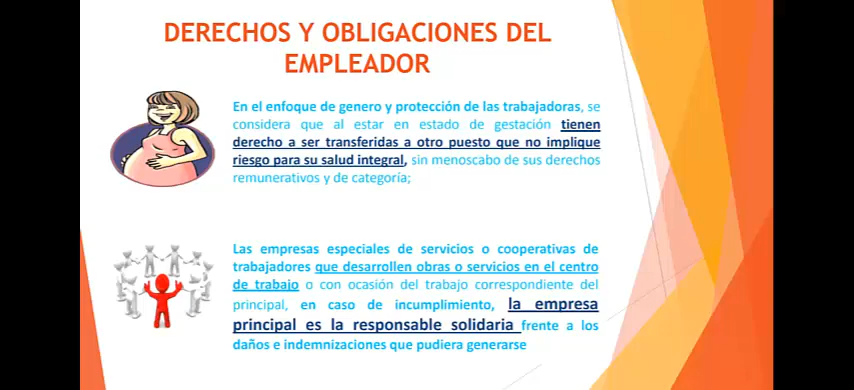 DERECHOS Y OBLIGACIONES DEL
EMPLEADOR
En el enfoque de genero y protección de las trabajadoras, se
considera que al estar en estado de gestación tienen
derecho a ser transferidas a otro puesto que no implique
riesgo para su salud integral, sin menoscabo de sus derechos
remunerativos y de categoría;
Las empresas especiales de servicios o cooperativas de
trabajadores que desarrollen obras o servicios en el centro
de trabajo o con ocasión del trabajo correspondiente del
principal, en caso de incumplimiento, la empresa
principal es la responsable solidaria frente a los
daños e indemnizaciones que pudiera generarse